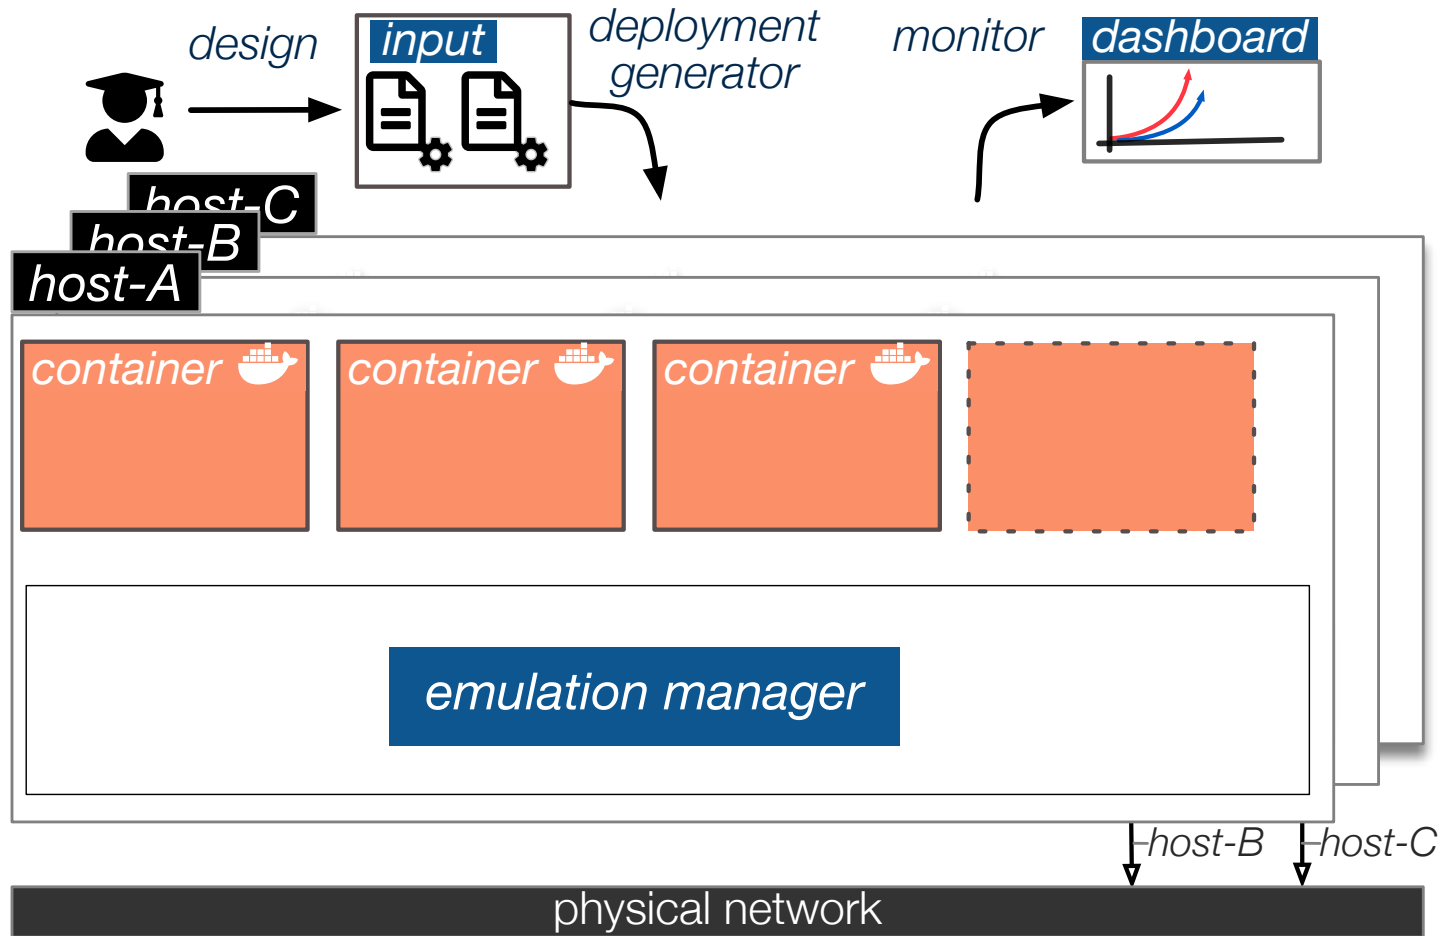 design
input
deployment
generator
monitor
dashboard
host-C
host-B
host-A
container
container
container
emulation manager
host-B
host-C
physical network